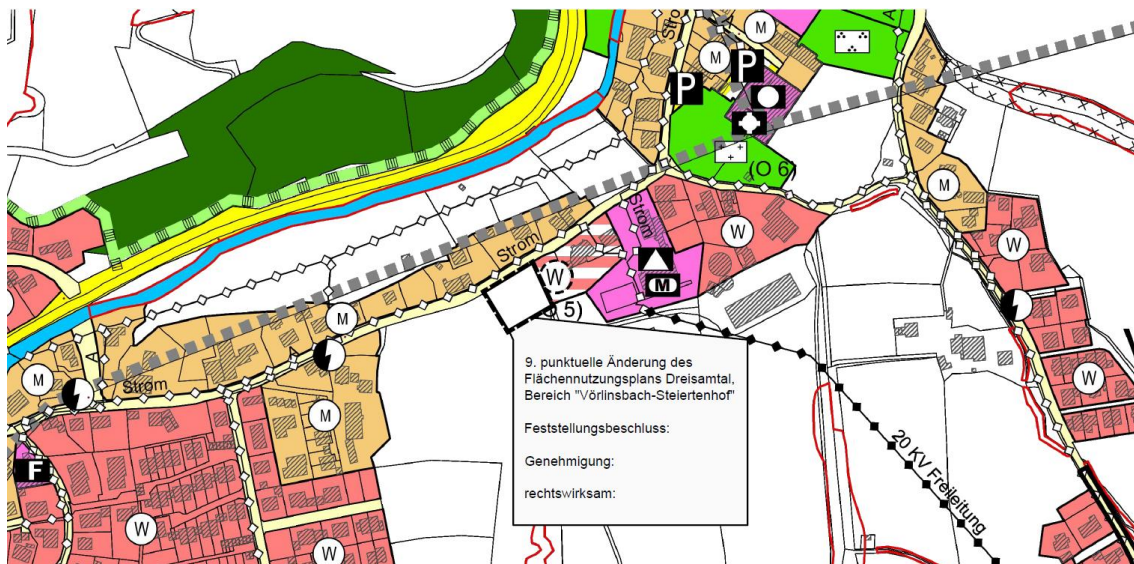 Stro
M
M
A
P
P
M
(O 6)
M
Strom
W
W
Strom
W
5)
M
M
A
M
Strom
M
W
F
W
W
W
20 KV Freileitung
9. punktuelle Änderung des
Flächennutzungsplans Dreisamtal,
Bereich "Vörlinsbach-Steiertenhof"
Feststellungsbeschluss:
Genehmigung:
rechtswirksam: